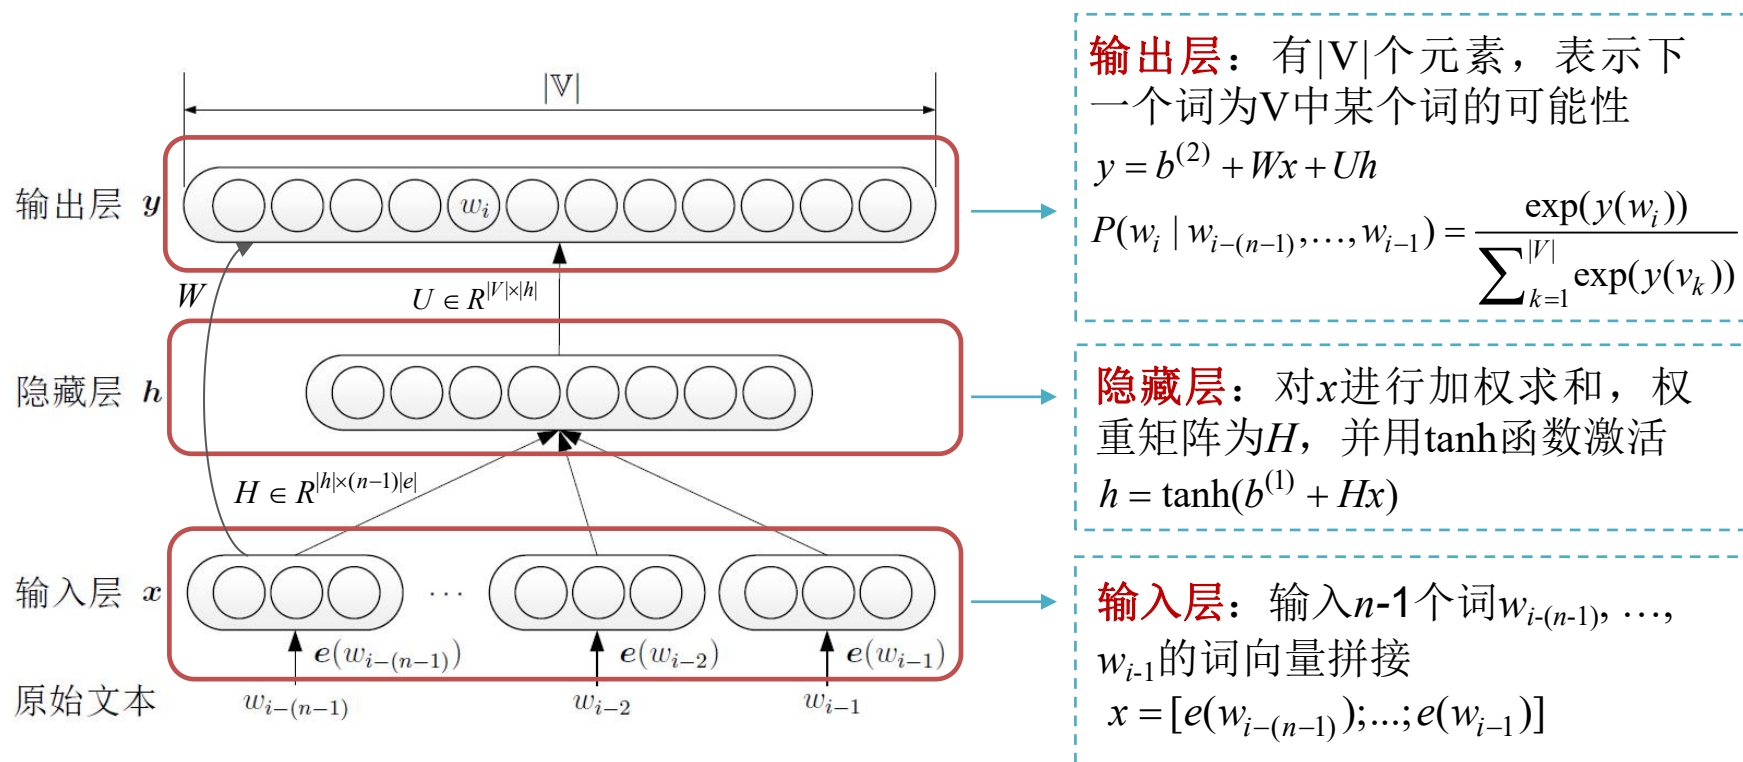 |𝕍|
输出层 y
w_i
W
U ∈ R^{|V|×|h|}
隐藏层 h
H ∈ R^{|h|×(n−1)|e|}
输入层 x
···
e(w_{i−(n−1)})
e(w_{i−2})
e(w_{i−1})
原始文本
w_{i−(n−1)}
w_{i−2}
w_{i−1}
输出层：有|V|个元素，表示下
一个词为V中某个词的可能性
y = b^{(2)} + Wx + Uh
P(w_i | w_{i−(n−1)},…,w_{i−1}) = exp(y(w_i)) / ∑_{k=1}^{|V|} exp(y(v_k))
隐藏层：对x进行加权求和，权
重矩阵为H，并用tanh函数激活
h = tanh(b^{(1)} + Hx)
输入层：输入n-1个词w_{i-(n-1)}, …,
w_{i-1}的词向量拼接
x = [e(w_{i−(n−1)});...;e(w_{i−1})]